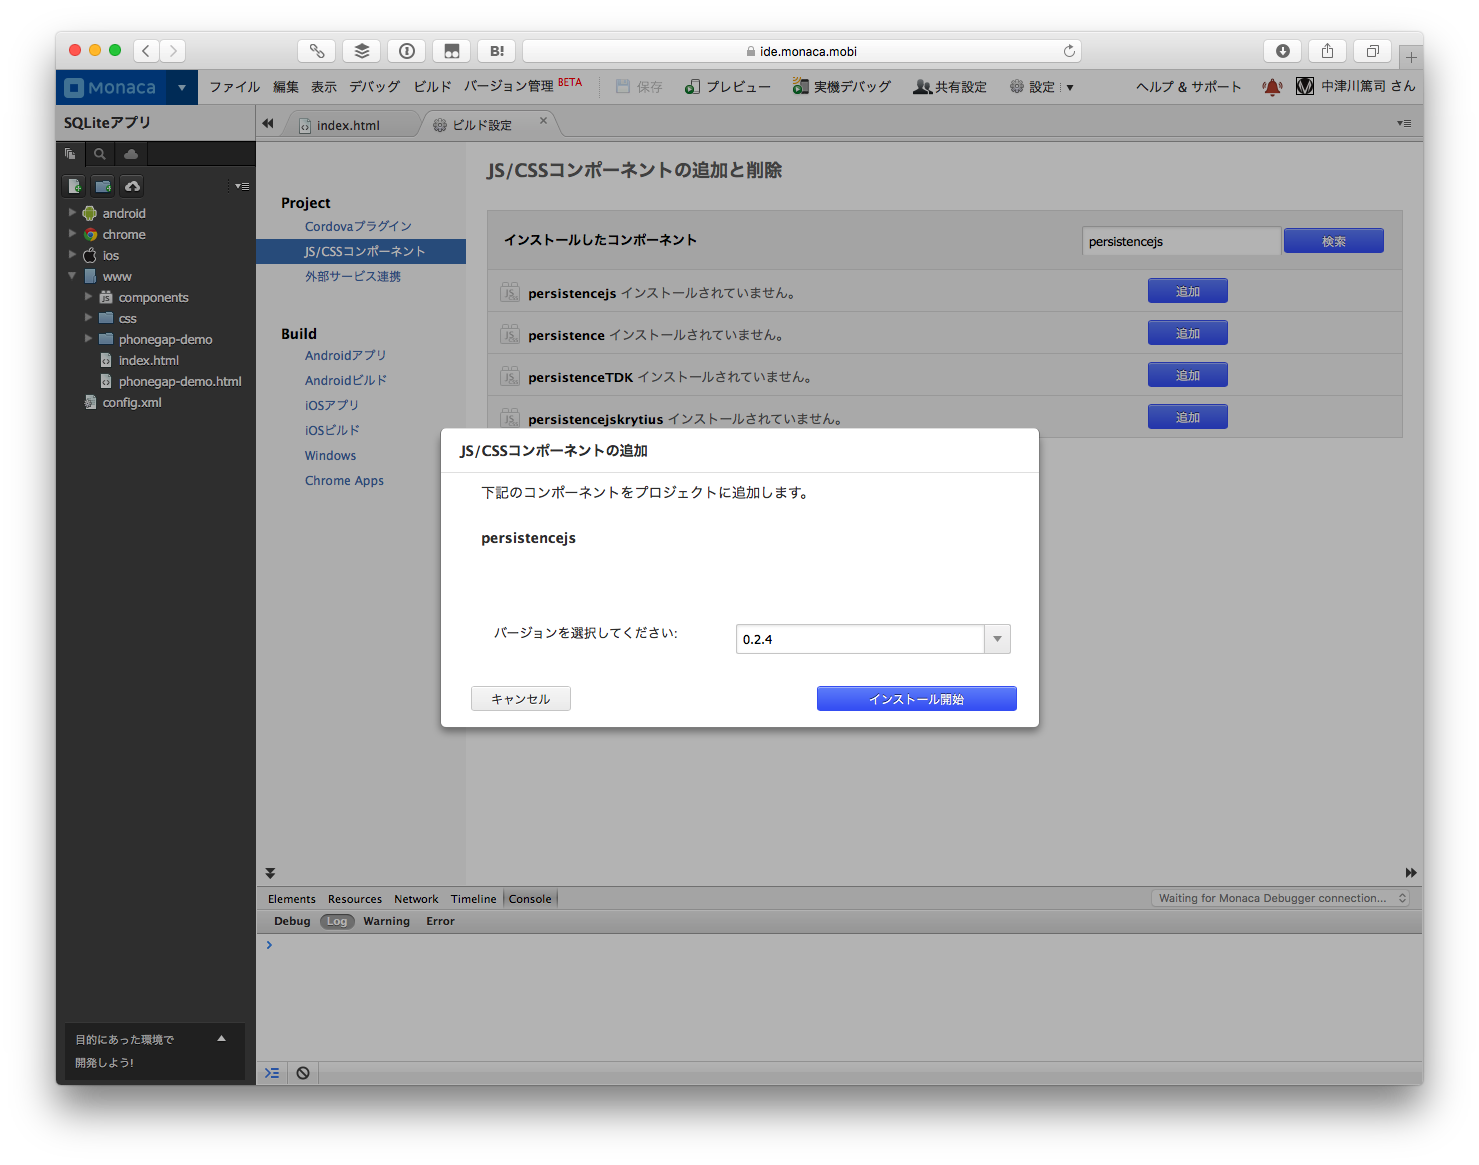 B!
ide.monaca.mobi
Monaca
ファイル 編集 表示 デバッグ ビルド バージョン管理 BETA 保存 プレビュー 実機デバッグ 共有設定 設定 ヘルプ & サポート 中津川篤司 さん
SQLiteアプリ
index.html
ビルド設定
android
chrome
ios
www
components
css
phonegap-demo
index.html
phonegap-demo.html
config.xml
目的にあった環境で
開発しよう!
Project
Cordovaプラグイン
JS/CSSコンポーネント
外部サービス連携
Build
Androidアプリ
Androidビルド
iOSアプリ
iOSビルド
Windows
Chrome Apps
JS/CSSコンポーネントの追加と削除
インストールしたコンポーネント persistencejs 検索
persistencejs インストールされていません。 追加
persistence インストールされていません。 追加
persistenceTDK インストールされていません。 追加
persistencejskrytius インストールされていません。 追加
JS/CSSコンポーネントの追加
下記のコンポーネントをプロジェクトに追加します。
persistencejs
バージョンを選択してください: 0.2.4
キャンセル インストール開始
Elements Resources Network Timeline Console Waiting for Monaca Debugger connection...
Debug Log Warning Error